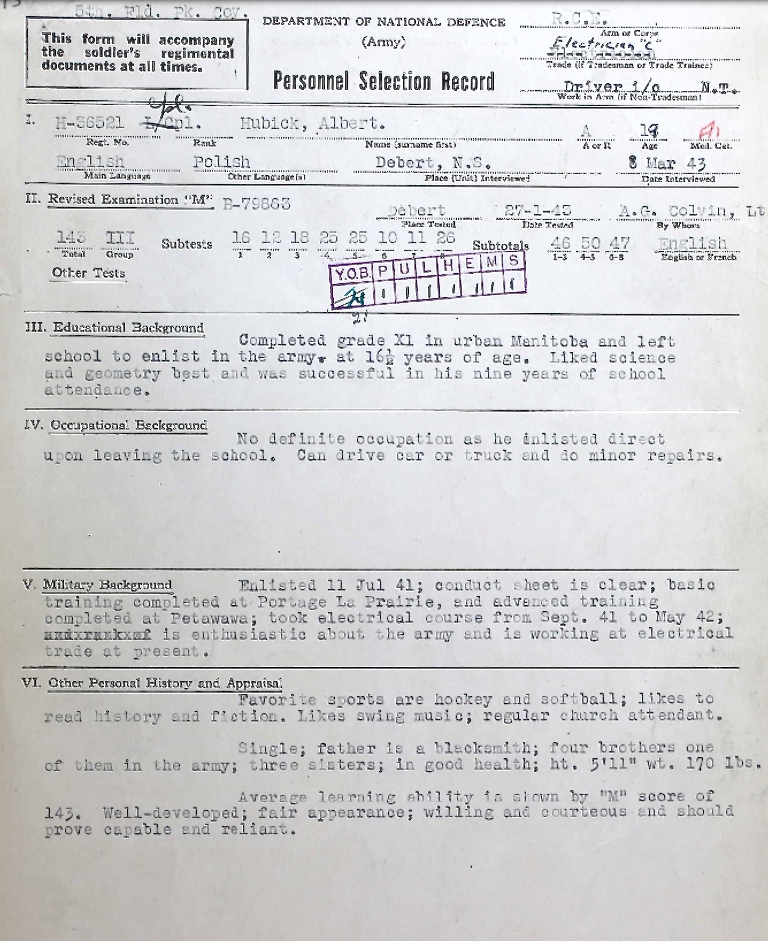 5th. Fld. Pk. Coy.
DEPARTMENT OF NATIONAL DEFENCE
(Army)
Personnel Selection Record
This form will accompany
the soldier's regimental
documents at all times.
R.C.E.
Arm or Corps
Electrician "C"
Trade (if Tradesman or Trade Trainee)
Driver i/c N.T.
Work in Arm (if Non-Tradesman)
Cpl.
I. H-36521 L/Cpl. Hubick, Albert. A 18
Regt. No. Rank Name (surname first) A or R Age Med. Cat.
English Polish Debert, N.S. 8 Mar 43
Main Language Other Language(s) Place (Unit) Interviewed Date Interviewed
II. Revised Examination "M" B-79863 Debert 27-1-43 A.G. Colvin, Lt
Place Tested Date Tested By Whom
143 III Subtests 16 12 18 25 25 10 11 26 Subtotals 46 50 47 English
Total Group 1 2 3 4 5 6 7 8 1-3 4-5 6-8 English or French
Other Tests
Y.O.B. P U L H E M S
1 1 1 1 1 1 1
21
III. Educational Background
Completed grade X1 in urban Manitoba and left
school to enlist in the army. at 16½ years of age. Liked science
and geometry best and was successful in his nine years of school
attendance.
IV. Occupational Background
No definite occupation as he inlisted direct
upon leaving the school. Can drive car or truck and do minor repairs.
V. Military Background Enlisted 11 Jul 41; conduct sheet is clear; basic
training completed at Portage La Prairie, and advanced training
completed at Petawawa; took electrical course from Sept. 41 to May 42;
is enthusiastic about the army and is working at electrical
trade at present.
VI. Other Personal History and Appraisal
Favorite sports are hockey and softball; likes to
read history and fiction. Likes swing music; regular church attendant.
Single; father is a blacksmith; four brothers one
of them in the army; three sisters; in good health; ht. 5'11" wt. 170 lbs.
Average learning ability is shown by "M" score of
143. Well-developed; fair appearance; willing and courteous and should
prove capable and reliant.